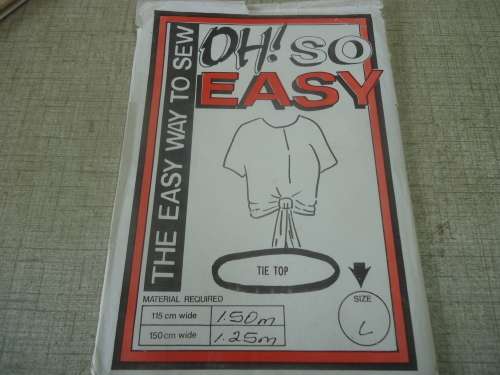 THE EASY WAY TO SEW
OH! SO
EASY
TIE TOP
MATERIAL REQUIRED
115 cm wide 1.50m
150 cm wide 1.25m
SIZE
L